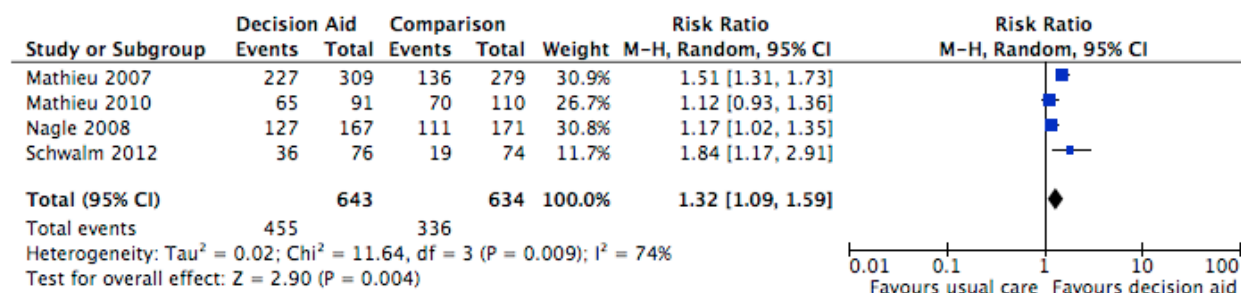 Decision Aid Comparison Risk Ratio Risk Ratio
Study or Subgroup Events Total Events Total Weight M-H, Random, 95% CI M-H, Random, 95% CI
Mathieu 2007 227 309 136 279 30.9% 1.51 [1.31, 1.73]
Mathieu 2010 65 91 70 110 26.7% 1.12 [0.93, 1.36]
Nagle 2008 127 167 111 171 30.8% 1.17 [1.02, 1.35]
Schwalm 2012 36 76 19 74 11.7% 1.84 [1.17, 2.91]
Total (95% CI) 643 634 100.0% 1.32 [1.09, 1.59]
Total events 455 336
Heterogeneity: Tau² = 0.02; Chi² = 11.64, df = 3 (P = 0.009); I² = 74%
Test for overall effect: Z = 2.90 (P = 0.004)
0.01 0.1 1 10 100
Favours usual care Favours decision aid